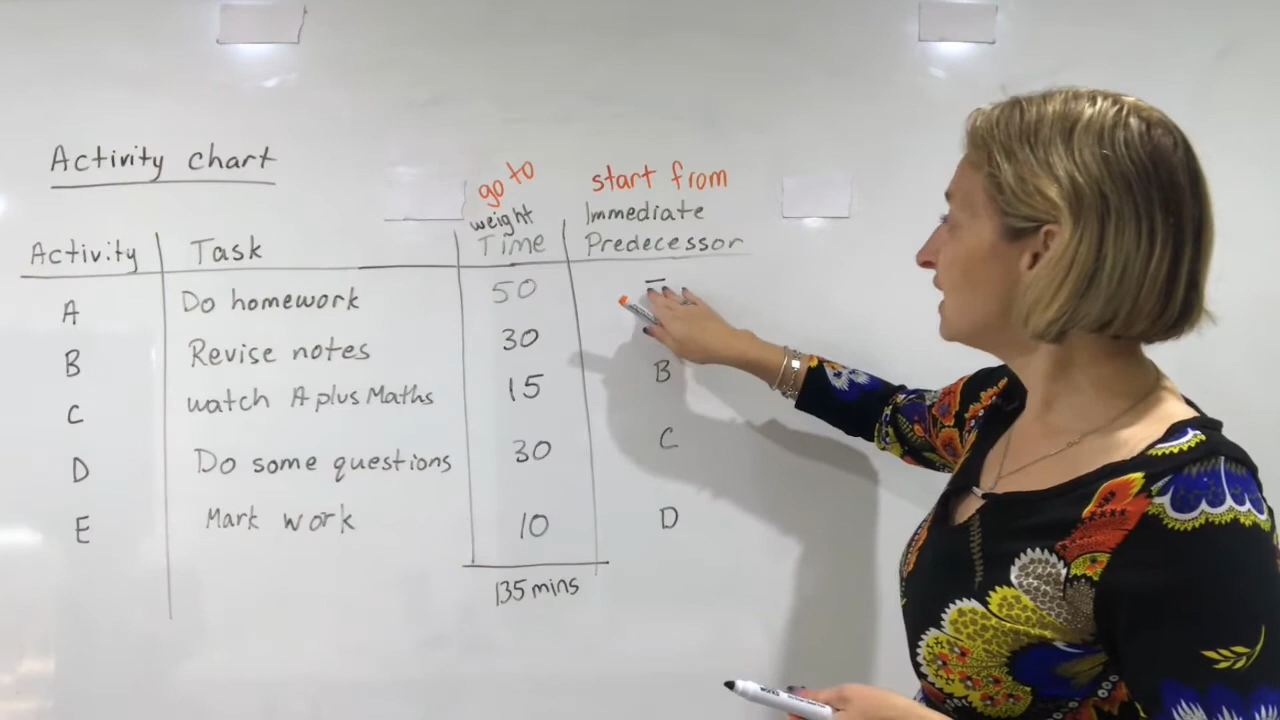 Activity chart
go to
start from
weight
Immediate
Activity Task Time Predecessor
A Do homework 50 –
B Revise notes 30
C watch A plus Maths 15 B
D Do some questions 30 C
E Mark work 10 D
135 mins